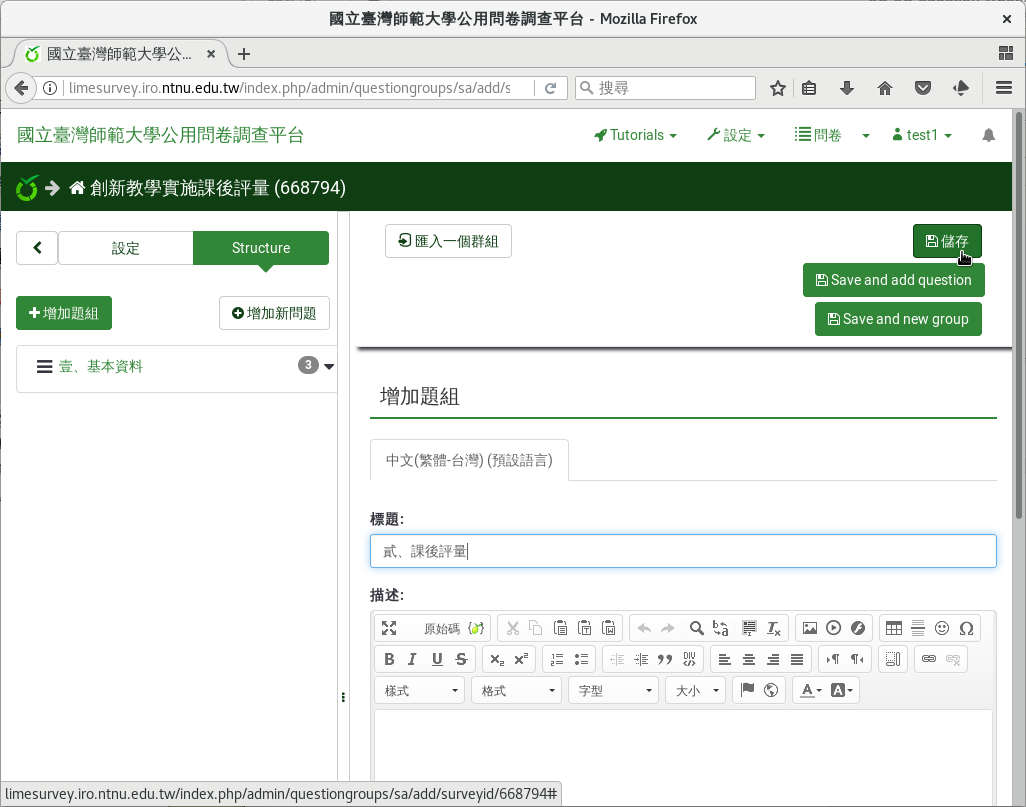 國立臺灣師範大學公用問卷調查平台 - Mozilla Firefox
國立臺灣師範大學公...
limesurvey.iro.ntnu.edu.tw/index.php/admin/questiongroups/sa/add/s
搜尋
國立臺灣師範大學公用問卷調查平台
Tutorials 設定 問卷 test1
創新教學實施課後評量 (668794)
設定 Structure
匯入一個群組 儲存
Save and add question
增加題組 增加新問題
Save and new group
壹、基本資料 3
增加題組
中文(繁體-台灣) (預設語言)
標題:
貳、課後評量
描述:
原始碼
樣式 格式 字型 大小
limesurvey.iro.ntnu.edu.tw/index.php/admin/questiongroups/sa/add/surveyid/668794#